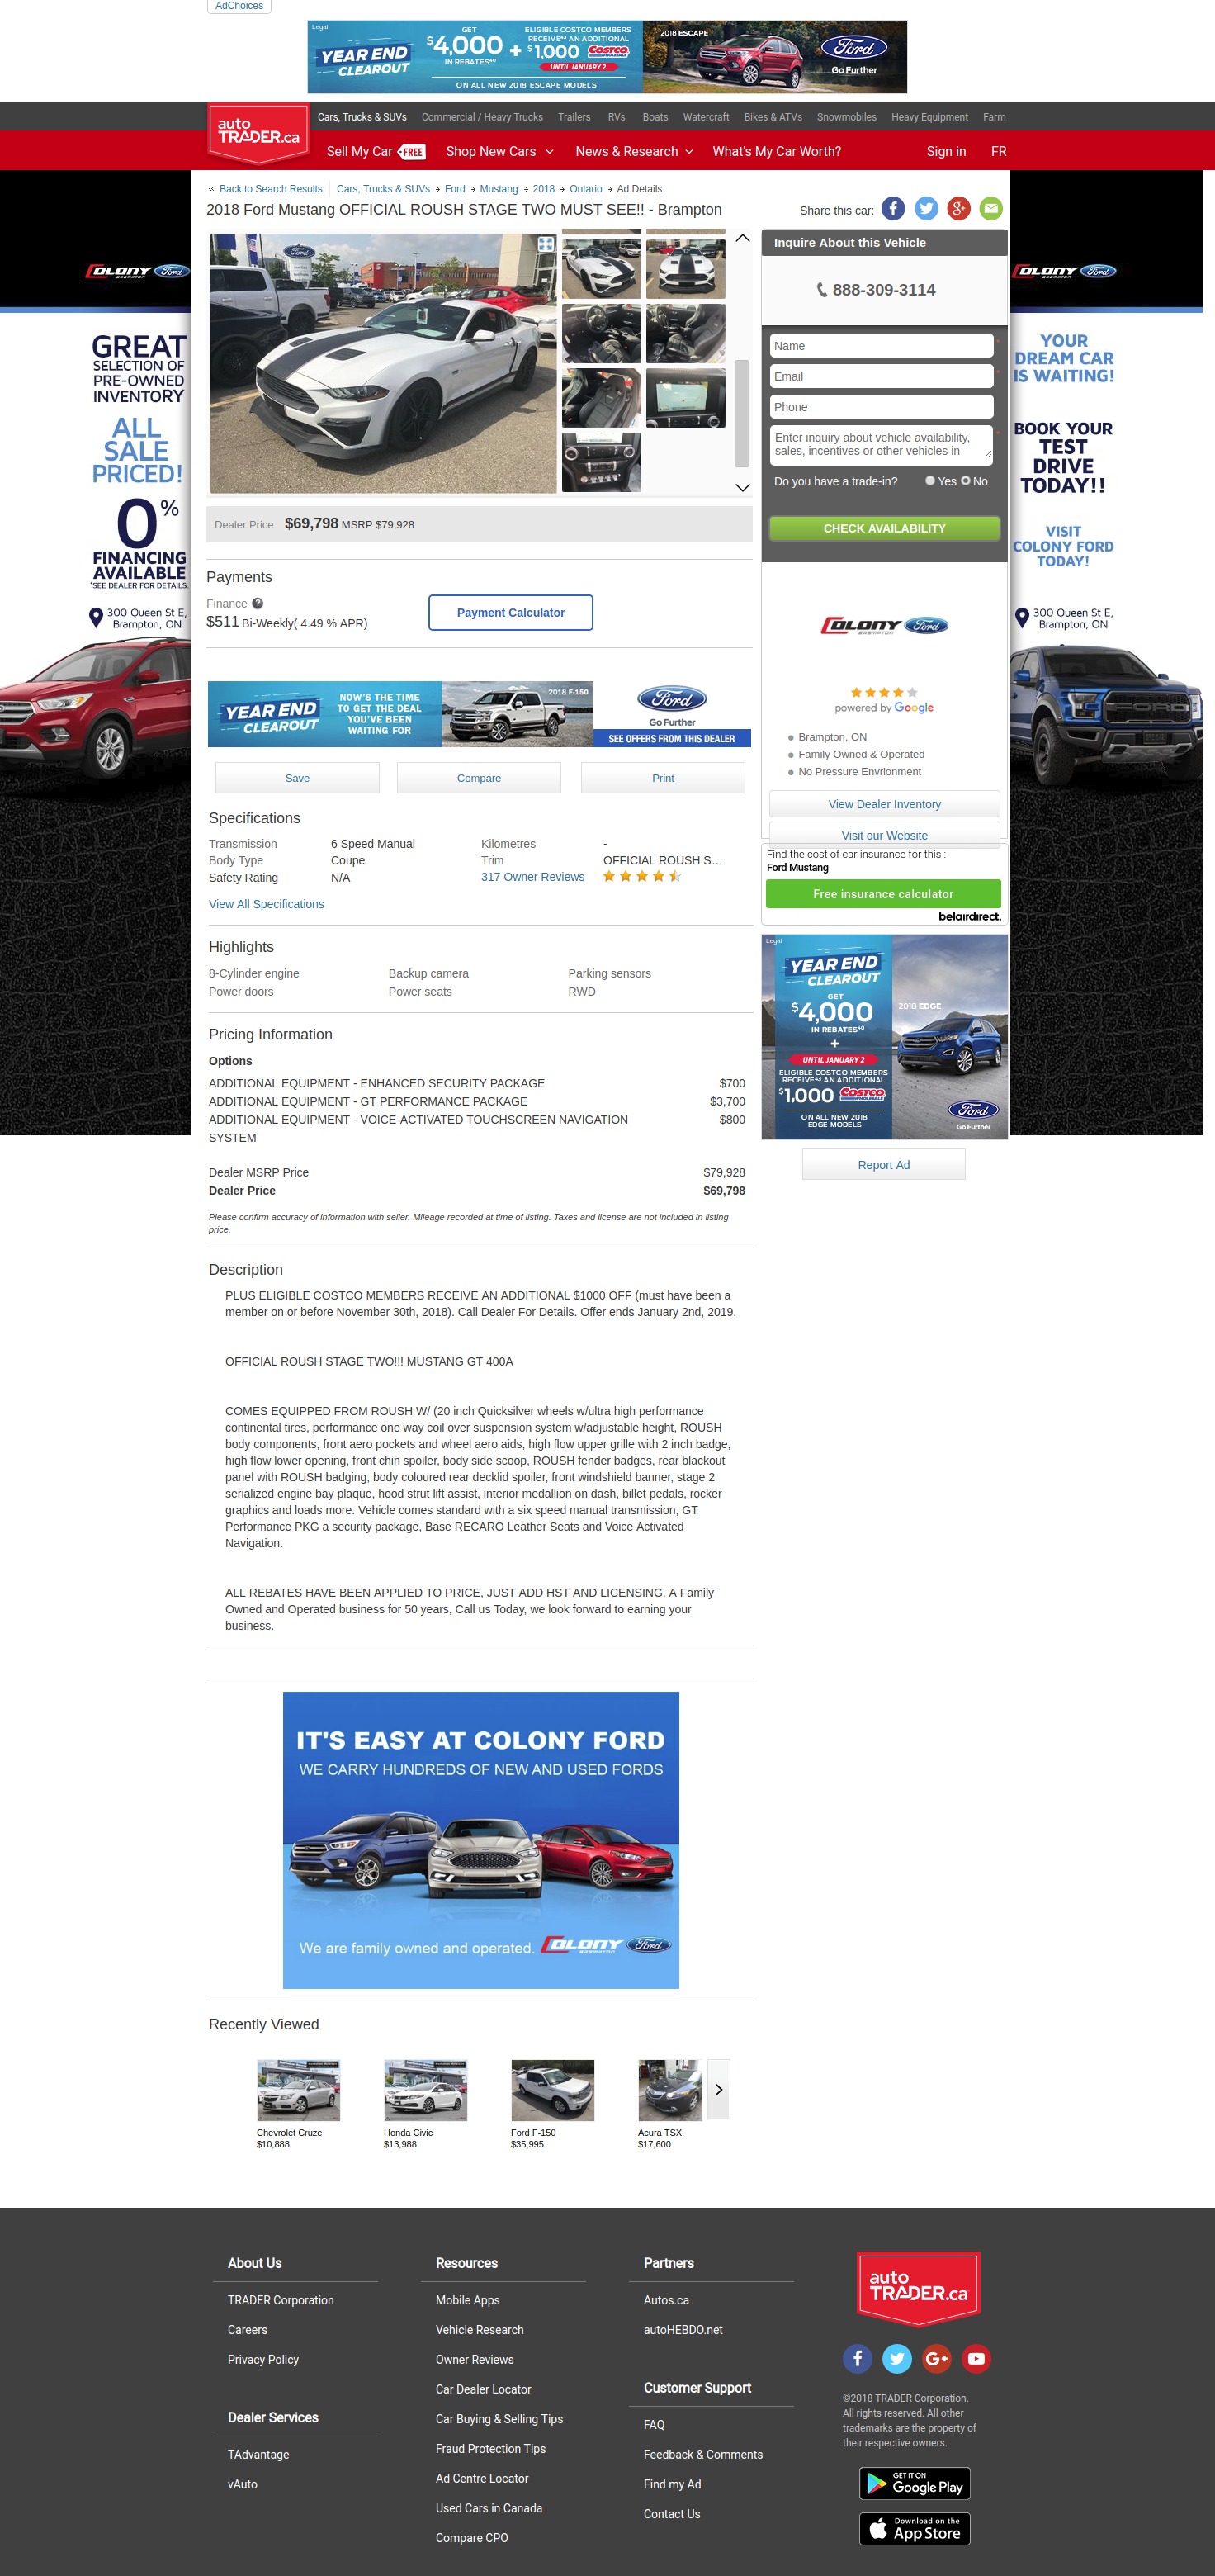 AdChoices
Legal
YEAR END
CLEAROUT
GET
$4,000
IN REBATES⁴⁰
+
ELIGIBLE COSTCO MEMBERS
RECEIVE⁴³ AN ADDITIONAL
$1,000 COSTCO
UNTIL JANUARY 2
ON ALL NEW 2018 ESCAPE MODELS
2018 ESCAPE
Ford
Go Further
auto
TRADER.ca
Cars, Trucks & SUVs Commercial / Heavy Trucks Trailers RVs Boats Watercraft Bikes & ATVs Snowmobiles Heavy Equipment Farm
Sell My Car FREE Shop New Cars News & Research What's My Car Worth? Sign in FR
« Back to Search Results Cars, Trucks & SUVs Ford Mustang 2018 Ontario Ad Details
2018 Ford Mustang OFFICIAL ROUSH STAGE TWO MUST SEE!! - Brampton
Share this car:
COLONY Ford
BRAMPTON
GREAT
SELECTION OF
PRE-OWNED
INVENTORY
ALL
SALE
PRICED!
0%
FINANCING
AVAILABLE
*SEE DEALER FOR DETAILS.
300 Queen St E,
Brampton, ON
Ford
Dealer Price $69,798 MSRP $79,928
Payments
Finance ?
$511 Bi-Weekly( 4.49 % APR)
Payment Calculator
YEAR END
CLEAROUT
NOW'S THE TIME
TO GET THE DEAL
YOU'VE BEEN
WAITING FOR
2018 F-150
Ford
Go Further
SEE OFFERS FROM THIS DEALER
Save Compare Print
Specifications
Transmission 6 Speed Manual Kilometres -
Body Type Coupe Trim OFFICIAL ROUSH S...
Safety Rating N/A 317 Owner Reviews
View All Specifications
Highlights
8-Cylinder engine Backup camera Parking sensors
Power doors Power seats RWD
Pricing Information
Options
ADDITIONAL EQUIPMENT - ENHANCED SECURITY PACKAGE $700
ADDITIONAL EQUIPMENT - GT PERFORMANCE PACKAGE $3,700
ADDITIONAL EQUIPMENT - VOICE-ACTIVATED TOUCHSCREEN NAVIGATION $800
SYSTEM
Dealer MSRP Price $79,928
Dealer Price $69,798
Please confirm accuracy of information with seller. Mileage recorded at time of listing. Taxes and license are not included in listing
price.
Description
PLUS ELIGIBLE COSTCO MEMBERS RECEIVE AN ADDITIONAL $1000 OFF (must have been a
member on or before November 30th, 2018). Call Dealer For Details. Offer ends January 2nd, 2019.
OFFICIAL ROUSH STAGE TWO!!! MUSTANG GT 400A
COMES EQUIPPED FROM ROUSH W/ (20 inch Quicksilver wheels w/ultra high performance
continental tires, performance one way coil over suspension system w/adjustable height, ROUSH
body components, front aero pockets and wheel aero aids, high flow upper grille with 2 inch badge,
high flow lower opening, front chin spoiler, body side scoop, ROUSH fender badges, rear blackout
panel with ROUSH badging, body coloured rear decklid spoiler, front windshield banner, stage 2
serialized engine bay plaque, hood strut lift assist, interior medallion on dash, billet pedals, rocker
graphics and loads more. Vehicle comes standard with a six speed manual transmission, GT
Performance PKG a security package, Base RECARO Leather Seats and Voice Activated
Navigation.
ALL REBATES HAVE BEEN APPLIED TO PRICE, JUST ADD HST AND LICENSING. A Family
Owned and Operated business for 50 years, Call us Today, we look forward to earning your
business.
IT'S EASY AT COLONY FORD
WE CARRY HUNDREDS OF NEW AND USED FORDS
We are family owned and operated. COLONY Ford
BRAMPTON
Recently Viewed
Chevrolet Cruze Honda Civic Ford F-150 Acura TSX
$10,888 $13,988 $35,995 $17,600
Inquire About this Vehicle
888-309-3114
Name *
Email *
Phone
Enter inquiry about vehicle availability, *
sales, incentives or other vehicles in
Do you have a trade-in? Yes No
CHECK AVAILABILITY
COLONY Ford
BRAMPTON
powered by Google
Brampton, ON
Family Owned & Operated
No Pressure Envrionment
View Dealer Inventory
Visit our Website
Find the cost of car insurance for this :
Ford Mustang
Free insurance calculator
belairdirect.
Legal
YEAR END
CLEAROUT
GET
$4,000
IN REBATES⁴⁰
+
UNTIL JANUARY 2
ELIGIBLE COSTCO MEMBERS
RECEIVE⁴³ AN ADDITIONAL
$1,000 COSTCO
ON ALL NEW 2018
EDGE MODELS
2018 EDGE
Ford
Go Further
Report Ad
COLONY Ford
BRAMPTON
YOUR
DREAM CAR
IS WAITING!
BOOK YOUR
TEST
DRIVE
TODAY!!
VISIT
COLONY FORD
TODAY!
300 Queen St E,
Brampton, ON
FORD
About Us
TRADER Corporation
Careers
Privacy Policy
Dealer Services
TAdvantage
vAuto
Resources
Mobile Apps
Vehicle Research
Owner Reviews
Car Dealer Locator
Car Buying & Selling Tips
Fraud Protection Tips
Ad Centre Locator
Used Cars in Canada
Compare CPO
Partners
Autos.ca
autoHEBDO.net
Customer Support
FAQ
Feedback & Comments
Find my Ad
Contact Us
auto
TRADER.ca
©2018 TRADER Corporation.
All rights reserved. All other
trademarks are the property of
their respective owners.
GET IT ON
Google Play
Download on the
App Store